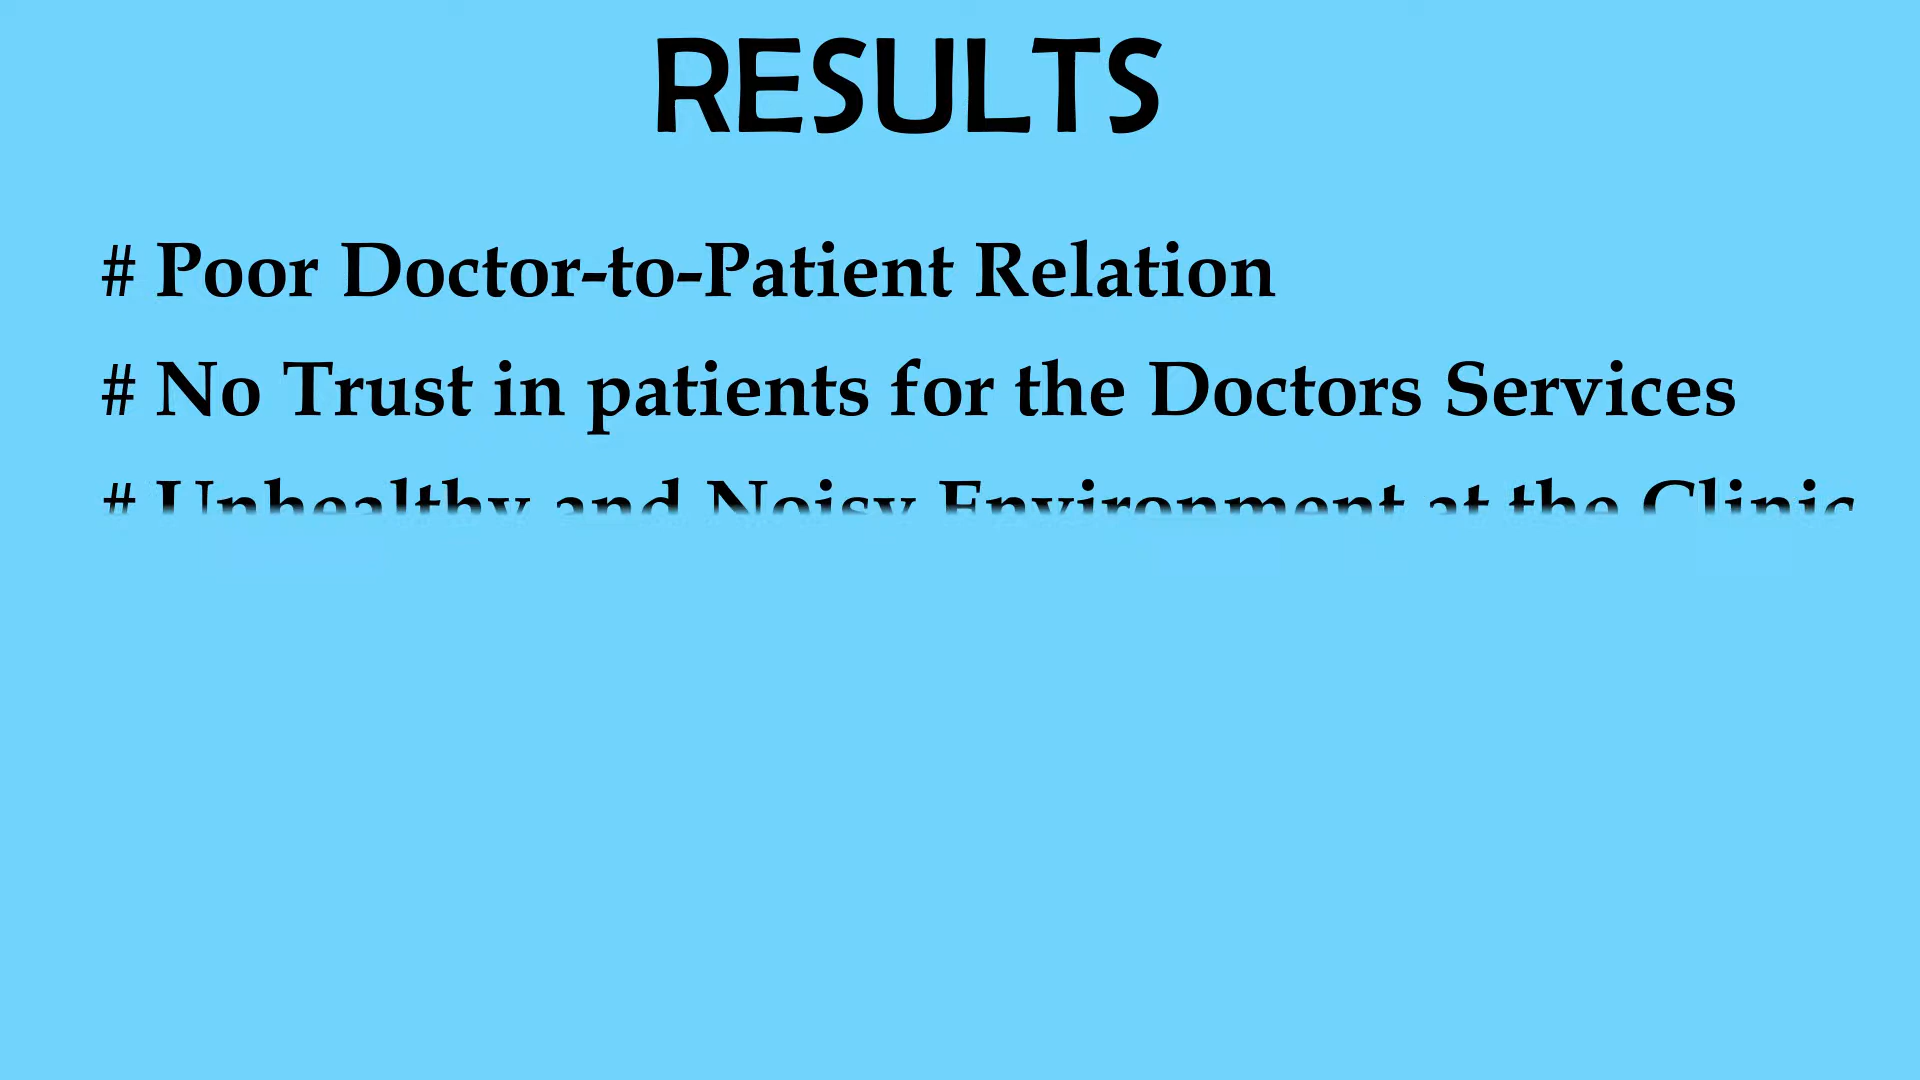 RESULTS
# Poor Doctor-to-Patient Relation
# No Trust in patients for the Doctors Services
# Unhealthy and Noisy Environment at the Clinic